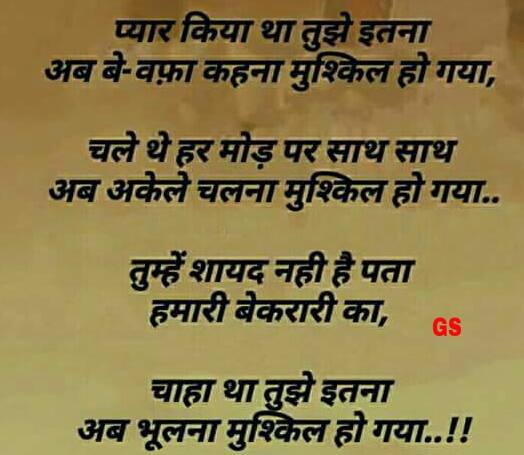 प्यार किया था तुझे इतना
अब बे-वफ़ा कहना मुश्किल हो गया,
चले थे हर मोड़ पर साथ साथ
अब अकेले चलना मुश्किल हो गया..
तुम्हें शायद नही है पता
हमारी बेकरारी का,
GS
चाहा था तुझे इतना
अब भूलना मुश्किल हो गया..!!